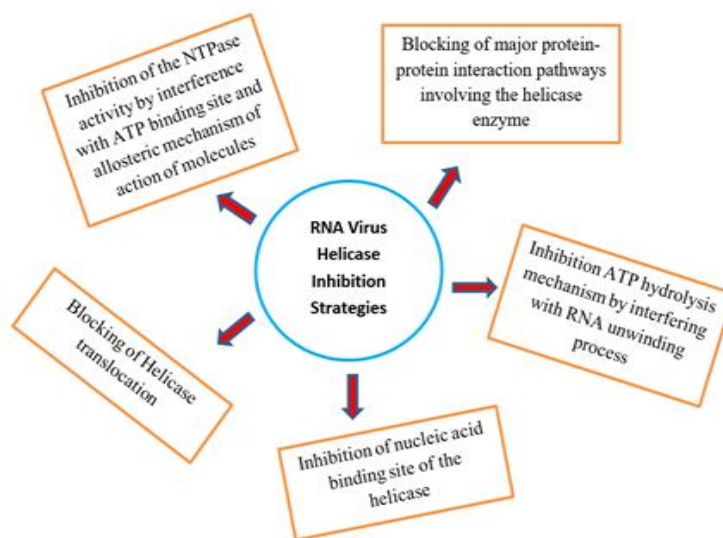 Inhibition of the NTPase
activity by interference
with ATP binding site and
allosteric mechanism of
action of molecules
Blocking of major protein-
protein interaction pathways
involving the helicase
enzyme
RNA Virus
Helicase
Inhibition
Strategies
Inhibition ATP hydrolysis
mechanism by interfering
with RNA unwinding
process
Blocking of Helicase
translocation
Inhibition of nucleic acid
binding site of the
helicase